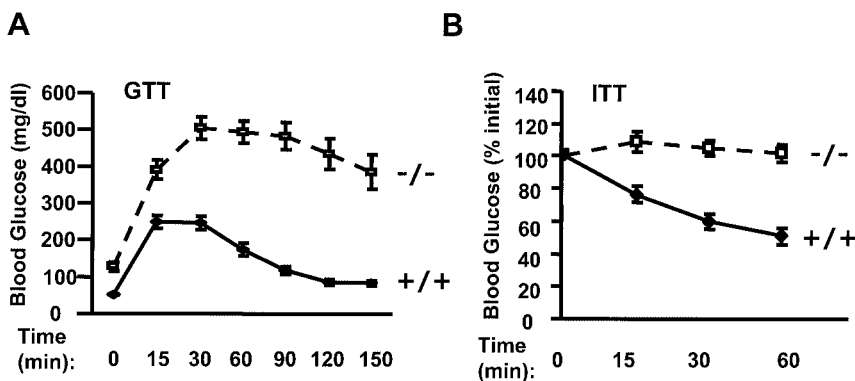 A
GTT
Blood Glucose (mg/dl)
600
500
400
300
200
100
0
-/-
+/+
Time
(min): 0 15 30 60 90 120 150
B
ITT
Blood Glucose (% initial)
140
120
100
80
60
40
20
0
-/-
+/+
Time
(min): 0 15 30 60